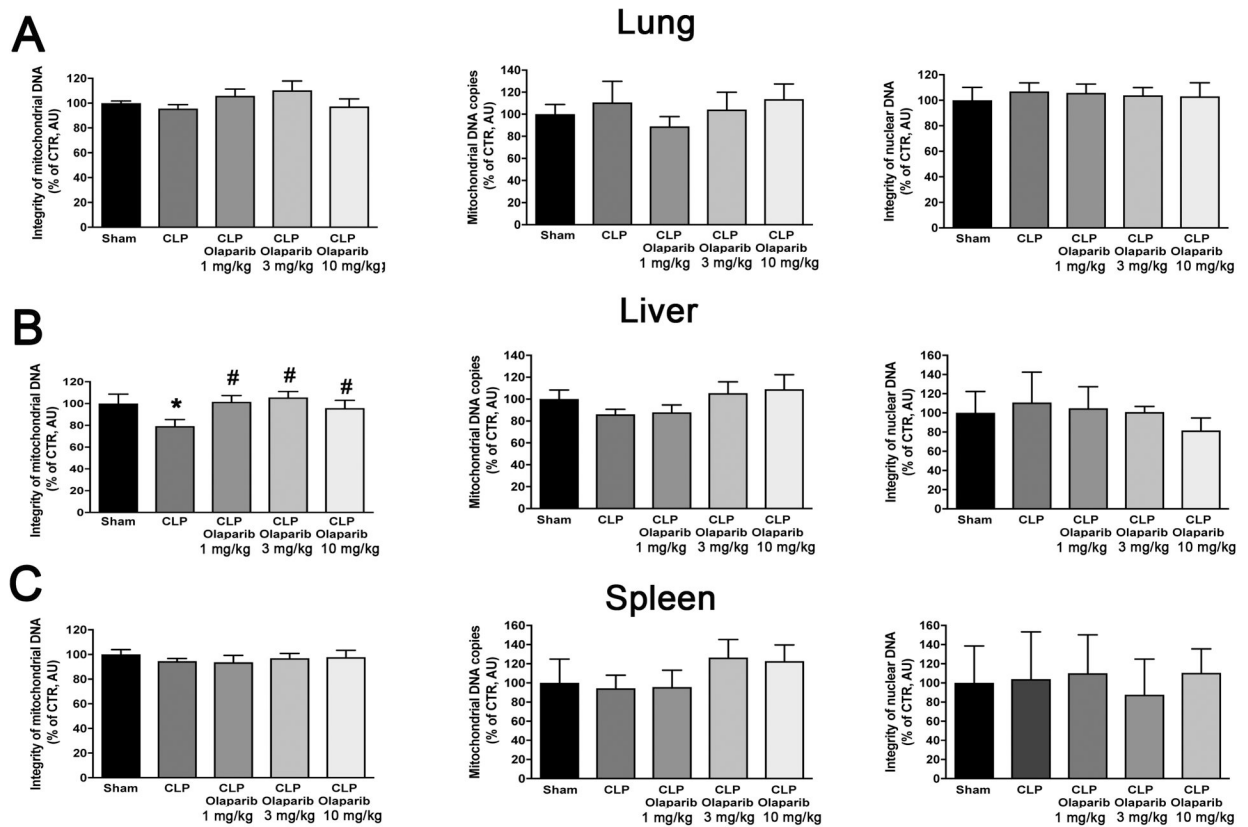 A
Lung
Integrity of mitochondrial DNA
(% of CTR, AU)
120
100
80
60
40
20
0
Sham
CLP
CLP
Olaparib
1 mg/kg
CLP
Olaparib
3 mg/kg
CLP
Olaparib
10 mg/kg;
Mitochondrial DNA copies
(% of CTR, AU)
140
120
100
80
60
40
20
0
Sham
CLP
CLP
Olaparib
1 mg/kg
CLP
Olaparib
3 mg/kg
CLP
Olaparib
10 mg/kg
Integrity of nuclear DNA
(% of CTR, AU)
120
100
80
60
40
20
0
Sham
CLP
CLP
Olaparib
1 mg/kg
CLP
Olaparib
3 mg/kg
CLP
Olaparib
10 mg/kg
B
Liver
Integrity of mitochondrial DNA
(% of CTR, AU)
120
100
80
60
40
20
0
*
#
#
#
Sham
CLP
CLP
Olaparib
1 mg/kg
CLP
Olaparib
3 mg/kg
CLP
Olaparib
10 mg/kg
Mitochondrial DNA copies
(% of CTR, AU)
140
120
100
80
60
40
20
0
Sham
CLP
CLP
Olaparib
1 mg/kg
CLP
Olaparib
3 mg/kg
CLP
Olaparib
10 mg/kg
Integrity of nuclear DNA
(% of CTR, AU)
160
140
120
100
80
60
40
20
0
Sham
CLP
CLP
Olaparib
1 mg/kg
CLP
Olaparib
3 mg/kg
CLP
Olaparib
10 mg/kg
C
Spleen
Integrity of mitochondrial DNA
(% of CTR, AU)
120
100
80
60
40
20
0
Sham
CLP
CLP
Olaparib
1 mg/kg
CLP
Olaparib
3 mg/kg
CLP
Olaparib
10 mg/kg
Mitochondrial DNA copies
(% of CTR, AU)
160
140
120
100
80
60
40
20
0
Sham
CLP
CLP
Olaparib
1 mg/kg
CLP
Olaparib
3 mg/kg
CLP
Olaparib
10 mg/kg
Integrity of nuclear DNA
(% of CTR, AU)
160
140
120
100
80
60
40
20
0
Sham
CLP
CLP
Olaparib
1 mg/kg
CLP
Olaparib
3 mg/kg
CLP
Olaparib
10 mg/kg